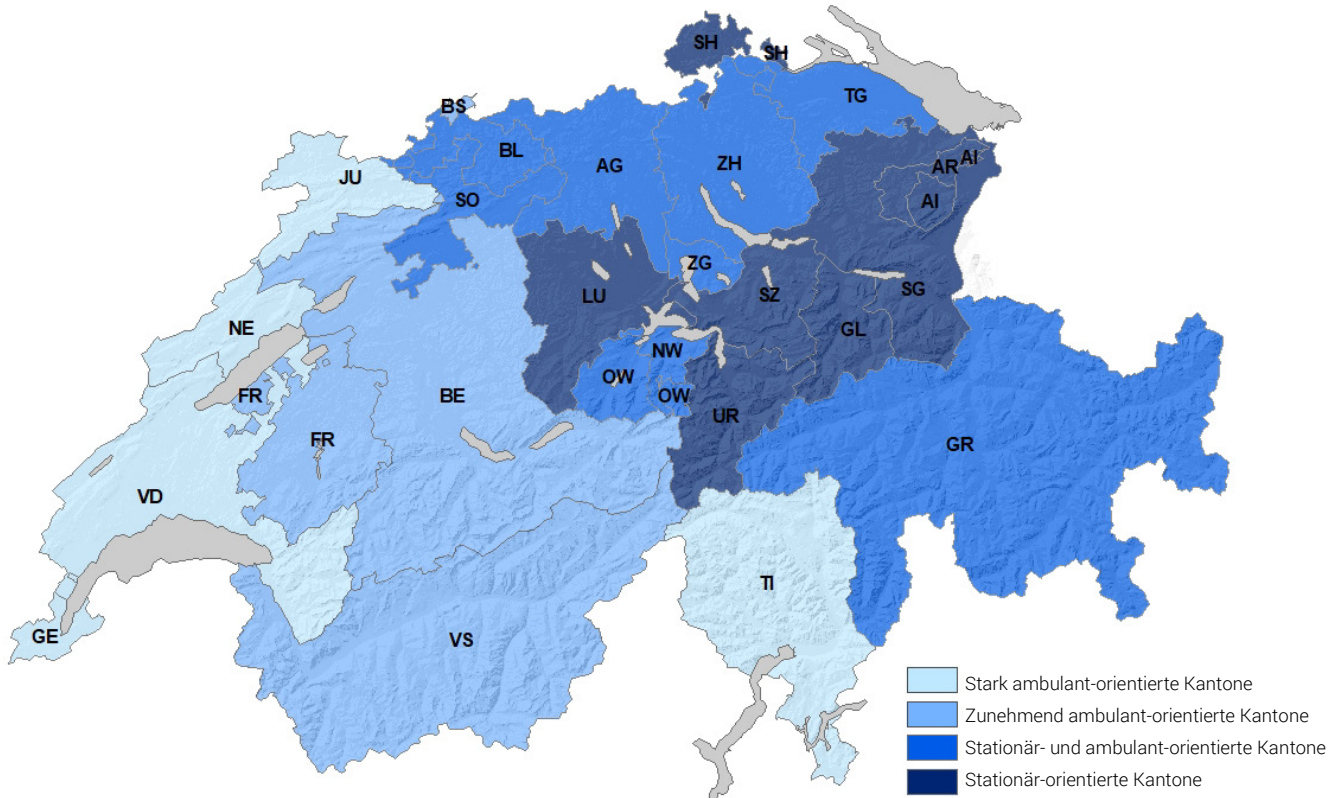 SH
SH
TG
BS
BL
AG
ZH
AR
AI
JU
SO
AI
ZG
LU
SZ
SG
NE
GL
NW
OW
FR
BE
OW
UR
FR
GR
VD
TI
GE
VS
Stark ambulant-orientierte Kantone
Zunehmend ambulant-orientierte Kantone
Stationär- und ambulant-orientierte Kantone
Stationär-orientierte Kantone